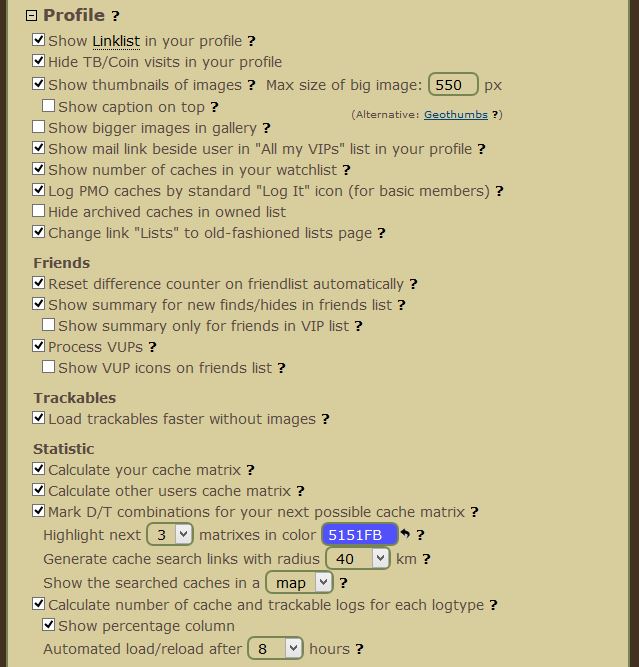 Profile ?
Show Linklist in your profile ?
Hide TB/Coin visits in your profile
Show thumbnails of images ? Max size of big image: 550 px
Show caption on top ? (Alternative: Geothumbs ?)
Show bigger images in gallery ?
Show mail link beside user in "All my VIPs" list in your profile ?
Show number of caches in your watchlist ?
Log PMO caches by standard "Log It" icon (for basic members) ?
Hide archived caches in owned list
Change link "Lists" to old-fashioned lists page ?
Friends
Reset difference counter on friendlist automatically ?
Show summary for new finds/hides in friends list ?
Show summary only for friends in VIP list ?
Process VUPs ?
Show VUP icons on friends list ?
Trackables
Load trackables faster without images ?
Statistic
Calculate your cache matrix ?
Calculate other users cache matrix ?
Mark D/T combinations for your next possible cache matrix ?
Highlight next 3 matrixes in color 5151FB ?
Generate cache search links with radius 40 km ?
Show the searched caches in a map ?
Calculate number of cache and trackable logs for each logtype ?
Show percentage column
Automated load/reload after 8 hours ?